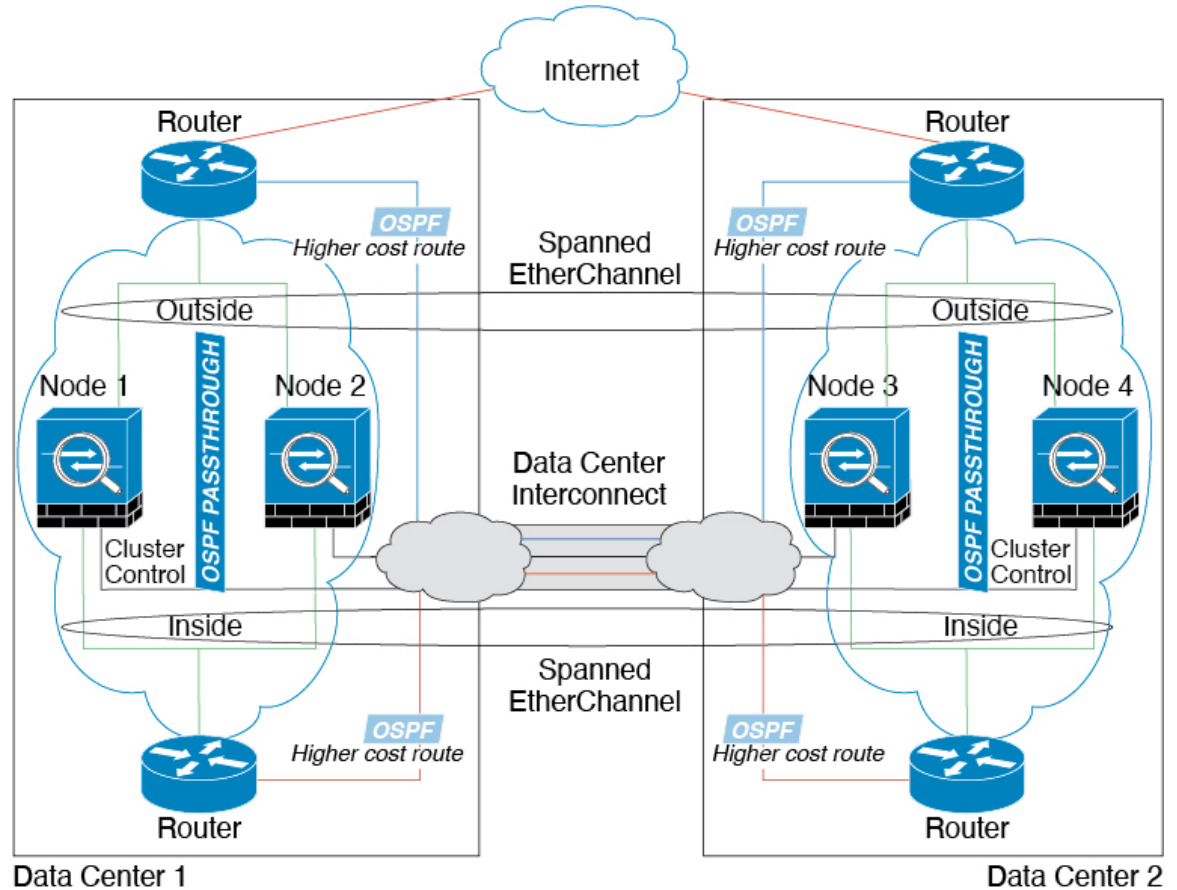 Internet
Router
Router
OSPF
Higher cost route
OSPF
Higher cost route
Spanned
EtherChannel
Outside
Outside
Node 1
Node 2
Node 3
Node 4
OSPF PASSTHROUGH
OSPF PASSTHROUGH
Data Center
Interconnect
Cluster
Control
Cluster
Control
Inside
Inside
Spanned
EtherChannel
OSPF
Higher cost route
OSPF
Higher cost route
Router
Router
Data Center 1
Data Center 2